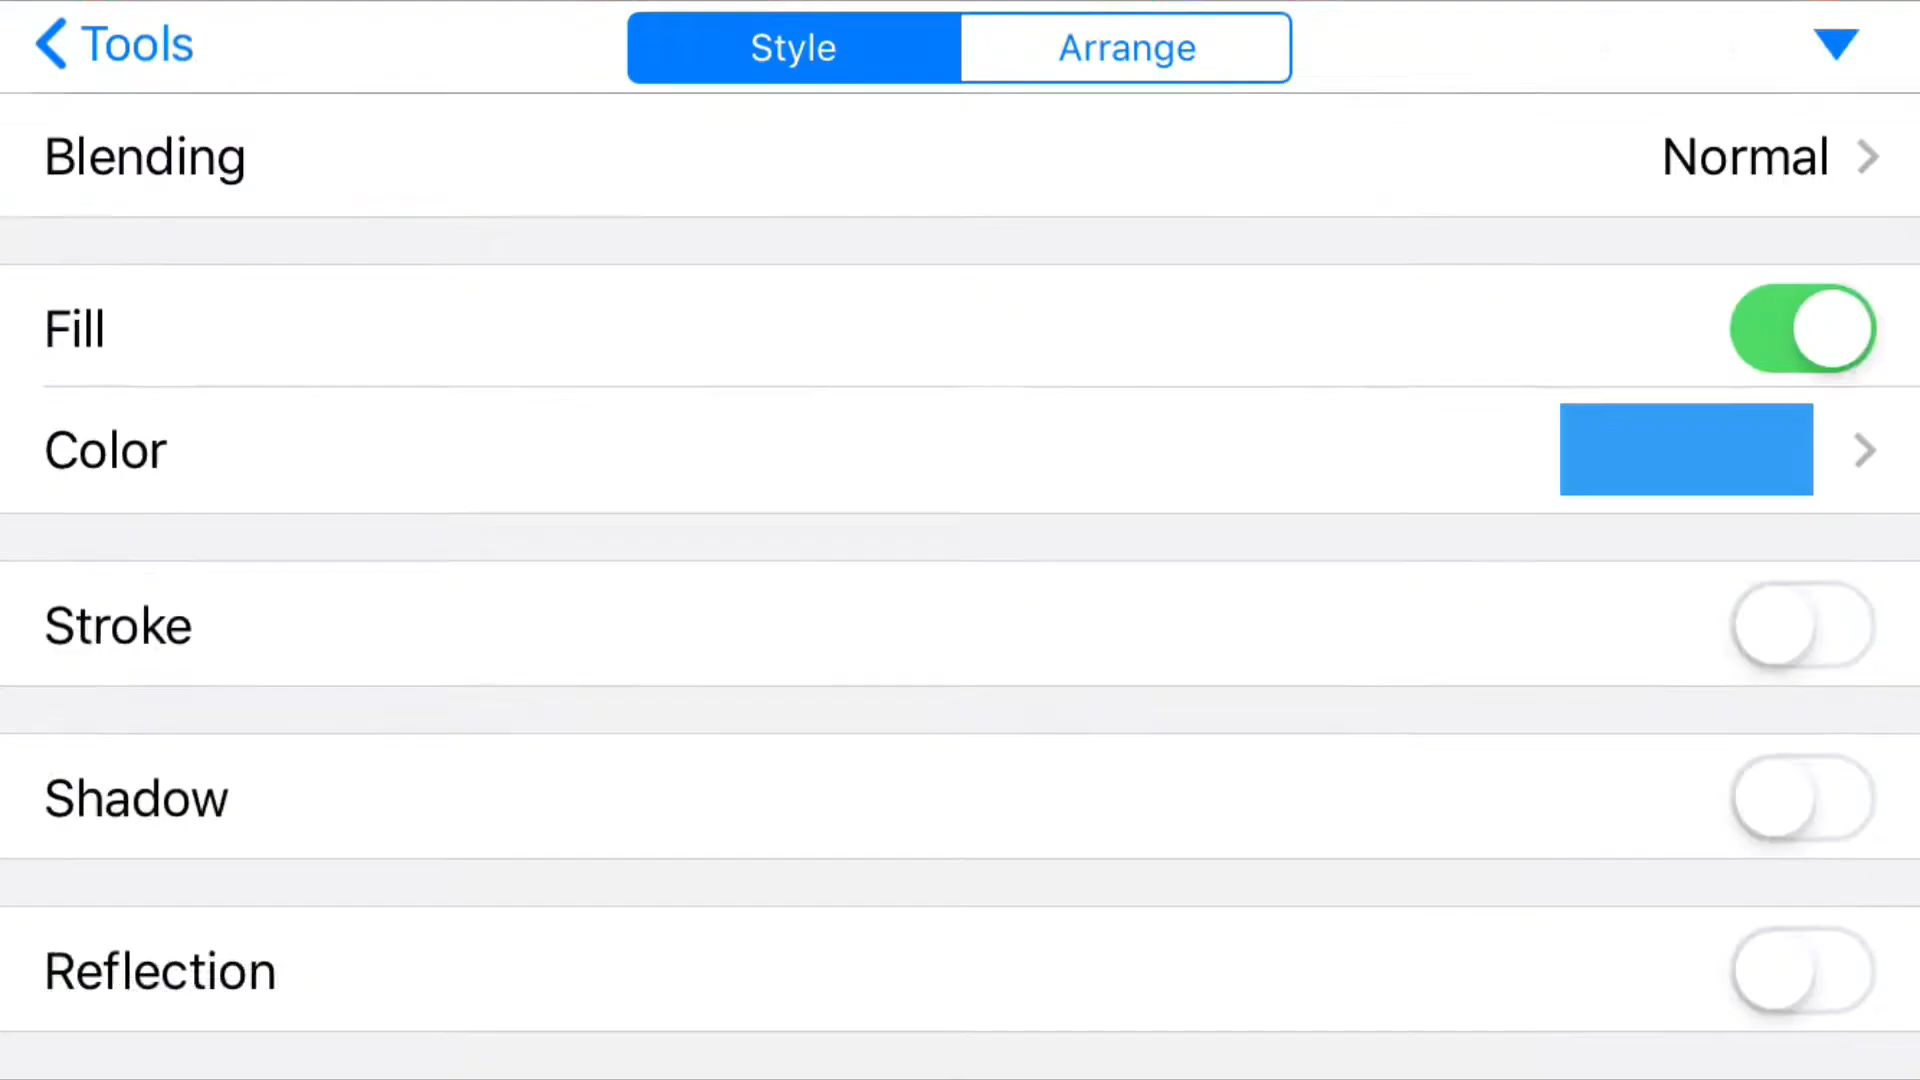 Tools
Style
Arrange
Blending
Normal
Fill
Color
Stroke
Shadow
Reflection